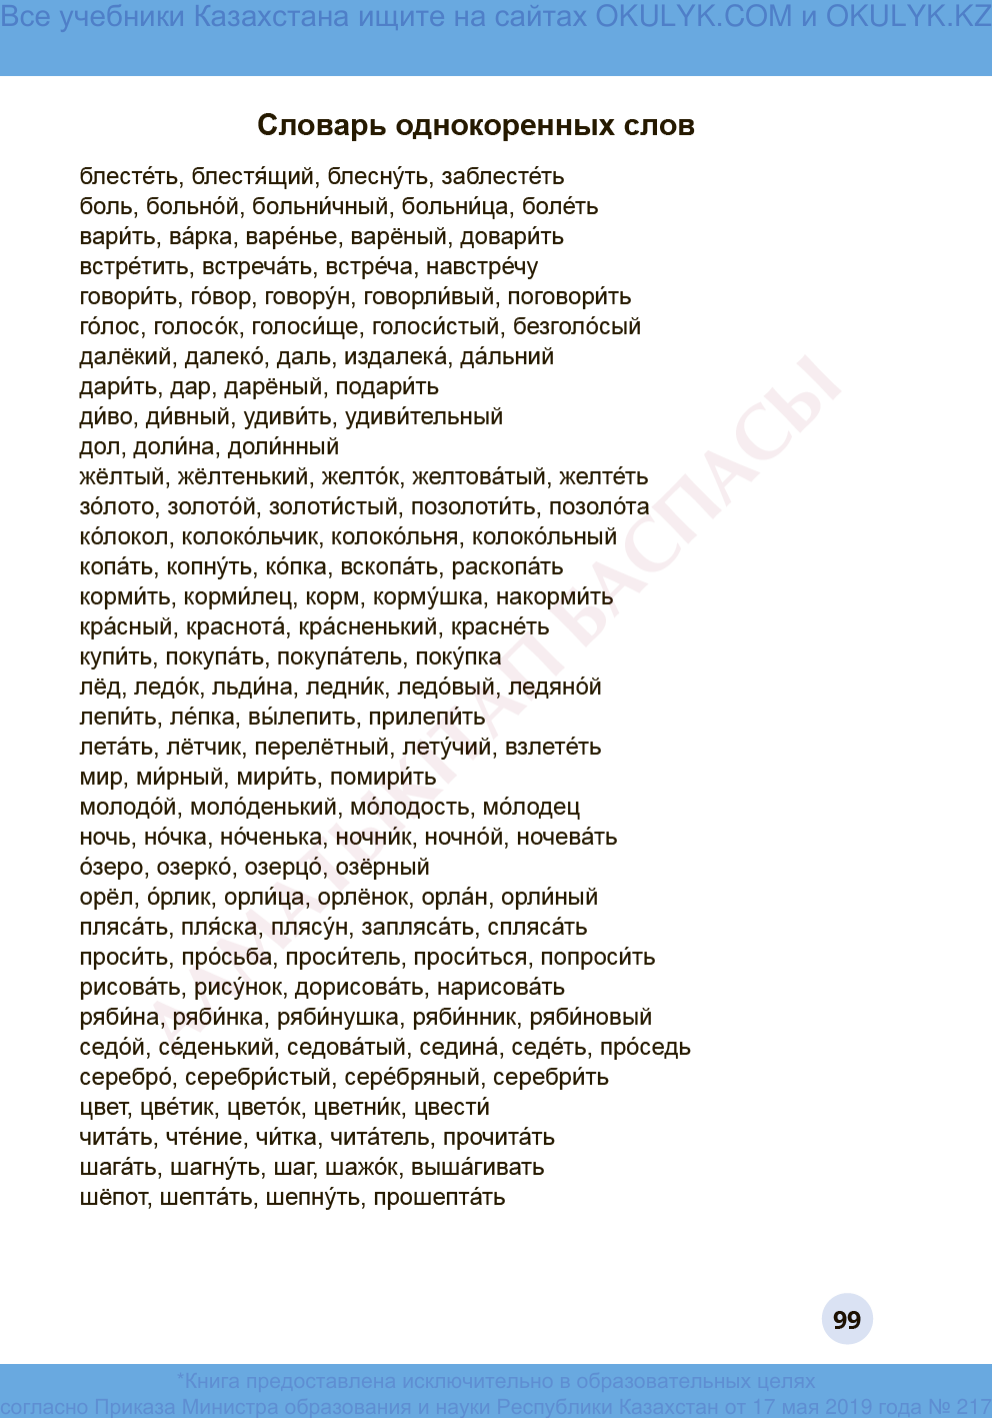 Все учебники Казахстана ищите на сайтах OKULYK.COM и OKULYK.KZ
Словарь однокоренных слов
блесте́ть, блестя́щий, блесну́ть, заблесте́ть
боль, больно́й, больни́чный, больни́ца, боле́ть
вари́ть, ва́рка, варе́нье, варёный, довари́ть
встре́тить, встреча́ть, встре́ча, навстре́чу
говори́ть, го́вор, говору́н, говорли́вый, поговори́ть
го́лос, голосо́к, голоси́ще, голоси́стый, безголо́сый
далёкий, далеко́, даль, издалека́, да́льний
дари́ть, дар, дарёный, подари́ть
ди́во, ди́вный, удиви́ть, удиви́тельный
дол, доли́на, доли́нный
жёлтый, жёлтенький, желто́к, желтова́тый, желте́ть
зо́лото, золото́й, золоти́стый, позолоти́ть, позоло́та
ко́локол, колоко́льчик, колоко́льня, колоко́льный
копа́ть, копну́ть, ко́пка, вскопа́ть, раскопа́ть
корми́ть, корми́лец, корм, корму́шка, накорми́ть
кра́сный, краснота́, кра́сненький, красне́ть
купи́ть, покупа́ть, покупа́тель, поку́пка
лёд, ледо́к, льди́на, ледни́к, ледо́вый, ледяно́й
лепи́ть, ле́пка, вы́лепить, прилепи́ть
лета́ть, лётчик, перелётный, лету́чий, взлете́ть
мир, ми́рный, мири́ть, помири́ть
молодо́й, моло́денький, мо́лодость, мо́лодец
ночь, но́чка, но́ченька, ночни́к, ночно́й, ночева́ть
о́зеро, озерко́, озерцо́, озёрный
орёл, о́рлик, орли́ца, орлёнок, орла́н, орли́ный
пляса́ть, пля́ска, плясу́н, запляса́ть, спляса́ть
проси́ть, про́сьба, проси́тель, проси́ться, попроси́ть
рисова́ть, рису́нок, дорисова́ть, нарисова́ть
ряби́на, ряби́нка, ряби́нушка, ряби́нник, ряби́новый
седо́й, се́денький, седова́тый, седина́, седе́ть, про́седь
серебро́, серебри́стый, сере́бряный, серебри́ть
цвет, цве́тик, цвето́к, цветни́к, цвести́
чита́ть, чте́ние, чи́тка, чита́тель, прочита́ть
шага́ть, шагну́ть, шаг, шажо́к, выша́гивать
шёпот, шепта́ть, шепну́ть, прошепта́ть
АЛМАТЫКІТАП БАСПАСЫ
99
*Книга предоставлена исключительно в образовательных целях
согласно Приказа Министра образования и науки Республики Казахстан от 17 мая 2019 года № 217